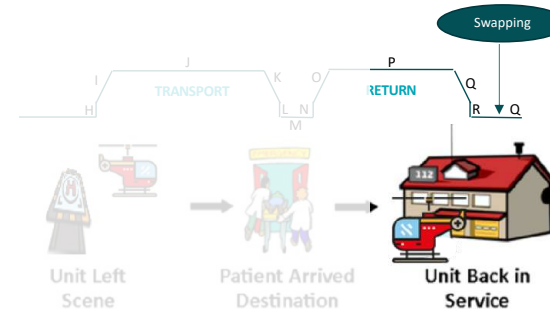 Swapping
J
P
I
K
O
Q
TRANSPORT
RETURN
H
L
N
R
Q
M
112
H
Unit Left
Scene
Patient Arrived
Destination
Unit Back in
Service